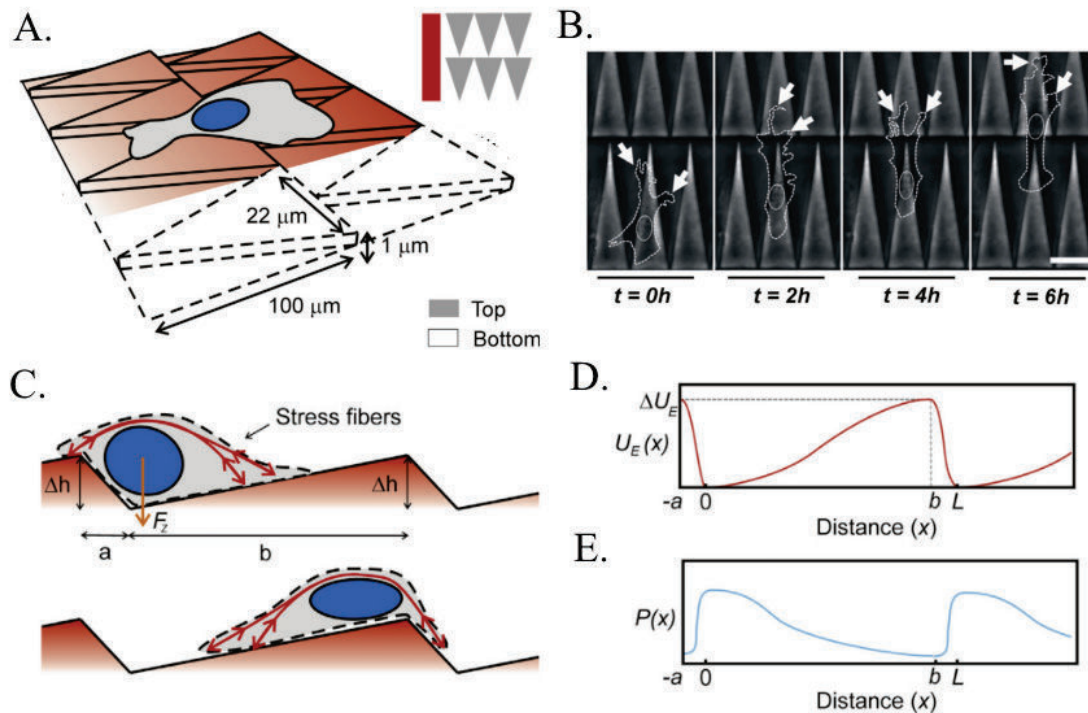 A.
22 μm
1 μm
100 μm
Top
Bottom
B.
t = 0h
t = 2h
t = 4h
t = 6h
C.
Stress fibers
Δh
Δh
F_z
a
b
D.
ΔU_E
U_E(x)
-a
0
b
L
Distance (x)
E.
P(x)
-a
0
b
L
Distance (x)